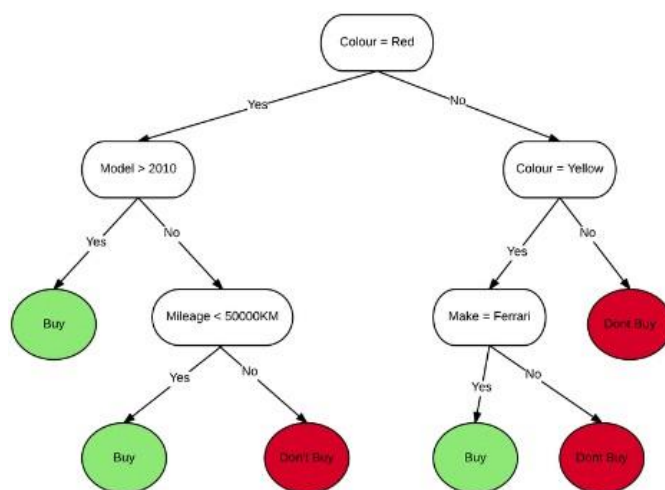 Colour = Red
Yes
No
Model > 2010
Colour = Yellow
Yes
No
Yes
No
Buy
Mileage < 50000KM
Make = Ferrari
Dont Buy
Yes
No
Yes
No
Buy
Don't Buy
Buy
Dont Buy